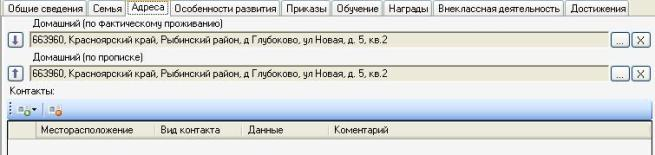 Общие сведения Семья Адреса Особенности развития Приказы Обучение Награды Внеклассная деятельность Достижения
Домашний (по фактическому проживанию)
663960, Красноярский край, Рыбинский район, д Глубоково, ул Новая, д. 5, кв.2 ... X
Домашний (по прописке)
663960, Красноярский край, Рыбинский район, д Глубоково, ул Новая, д. 5, кв.2 ... X
Контакты:
Месторасположение Вид контакта Данные Коментарий